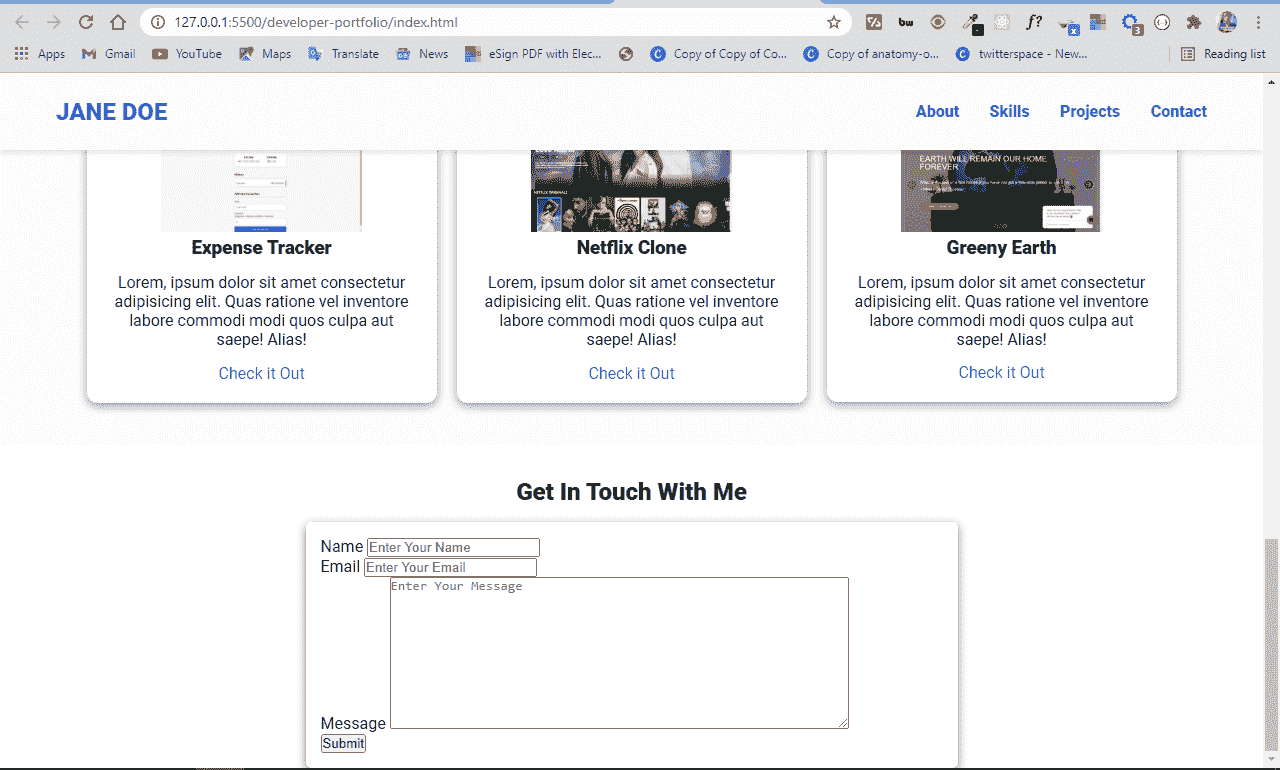 127.0.0.1:5500/developer-portfolio/index.html
Apps Gmail YouTube Maps Translate News eSign PDF with Elec... Copy of Copy of Co... Copy of anatomy-o... twitterspace - New... Reading list
JANE DOE About Skills Projects Contact
EARTH WILL REMAIN OUR HOME
FOREVER
Expense Tracker
Lorem, ipsum dolor sit amet consectetur
adipisicing elit. Quas ratione vel inventore
labore commodi modi quos culpa aut
saepe! Alias!
Check it Out
Netflix Clone
Lorem, ipsum dolor sit amet consectetur
adipisicing elit. Quas ratione vel inventore
labore commodi modi quos culpa aut
saepe! Alias!
Check it Out
Greeny Earth
Lorem, ipsum dolor sit amet consectetur
adipisicing elit. Quas ratione vel inventore
labore commodi modi quos culpa aut
saepe! Alias!
Check it Out
Get In Touch With Me
Name Enter Your Name
Email Enter Your Email
Enter Your Message
Message
Submit